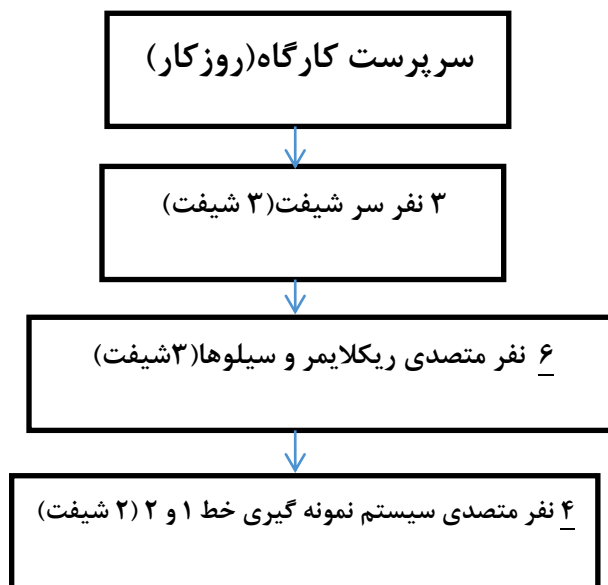 سرپرست کارگاه(روزکار)
۳ نفر سر شیفت(۳ شیفت)
۶ نفر متصدی ریکلایمر و سیلوها(۳شیفت)
۴ نفر متصدی سیستم نمونه گیری خط ۱ و ۲ (۲ شیفت)